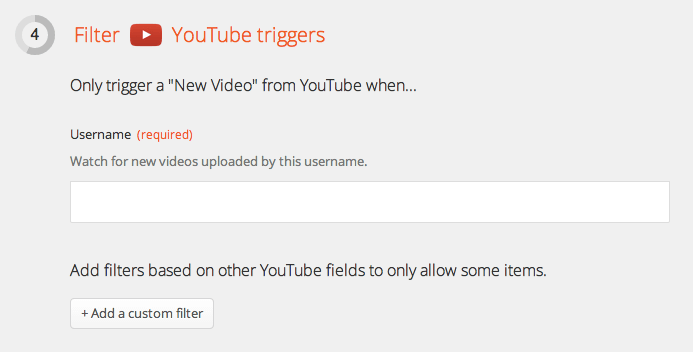 4 Filter YouTube triggers
Only trigger a "New Video" from YouTube when...
Username (required)
Watch for new videos uploaded by this username.
Add filters based on other YouTube fields to only allow some items.
+ Add a custom filter